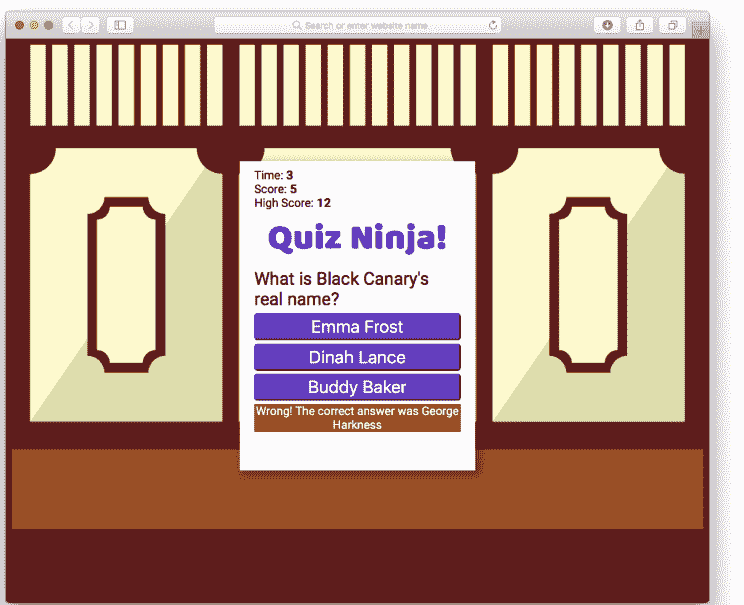 Search or enter website name
Time: 3
Score: 5
High Score: 12
Quiz Ninja!
What is Black Canary's
real name?
Emma Frost
Dinah Lance
Buddy Baker
Wrong! The correct answer was George
Harkness